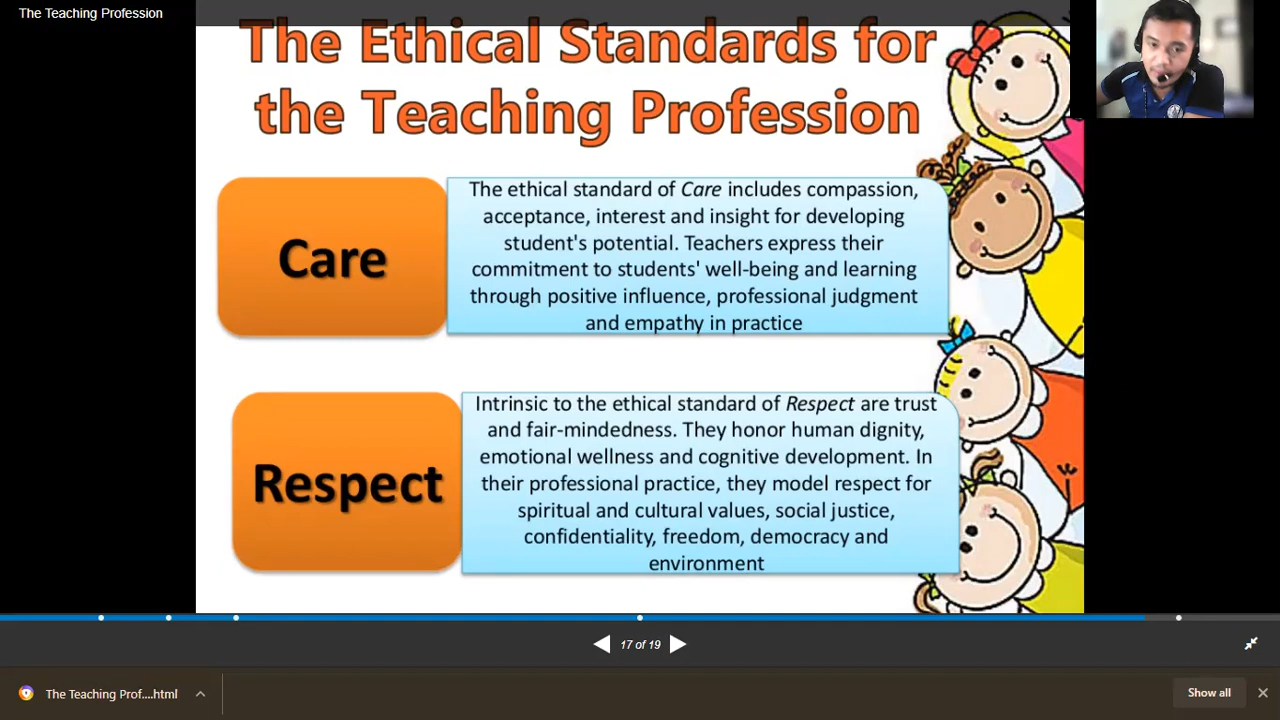 The Teaching Profession
The Ethical Standards for
the Teaching Profession
Care
The ethical standard of Care includes compassion,
acceptance, interest and insight for developing
student's potential. Teachers express their
commitment to students' well-being and learning
through positive influence, professional judgment
and empathy in practice
Respect
Intrinsic to the ethical standard of Respect are trust
and fair-mindedness. They honor human dignity,
emotional wellness and cognitive development. In
their professional practice, they model respect for
spiritual and cultural values, social justice,
confidentiality, freedom, democracy and
environment
17 of 19
The Teaching Prof....html
Show all